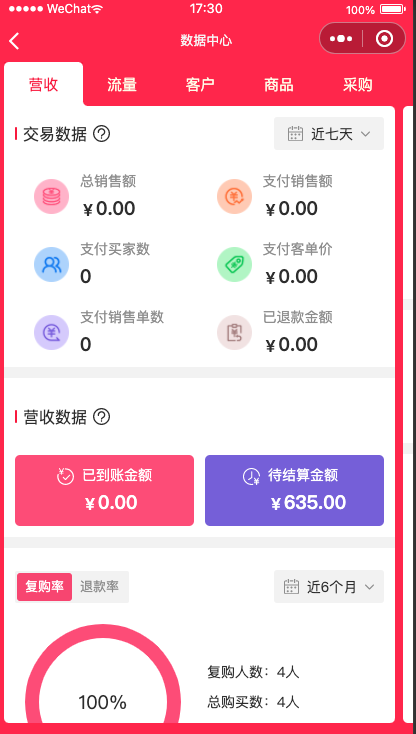 WeChat 17:30 100%
数据中心
营收 流量 客户 商品 采购
交易数据 近七天
总销售额 支付销售额
￥0.00 ￥0.00
支付买家数 支付客单价
0 ￥0.00
支付销售单数 已退款金额
0 ￥0.00
营收数据
已到账金额 待结算金额
￥0.00 ￥635.00
复购率 退款率 近6个月
复购人数：4人
100% 总购买数：4人